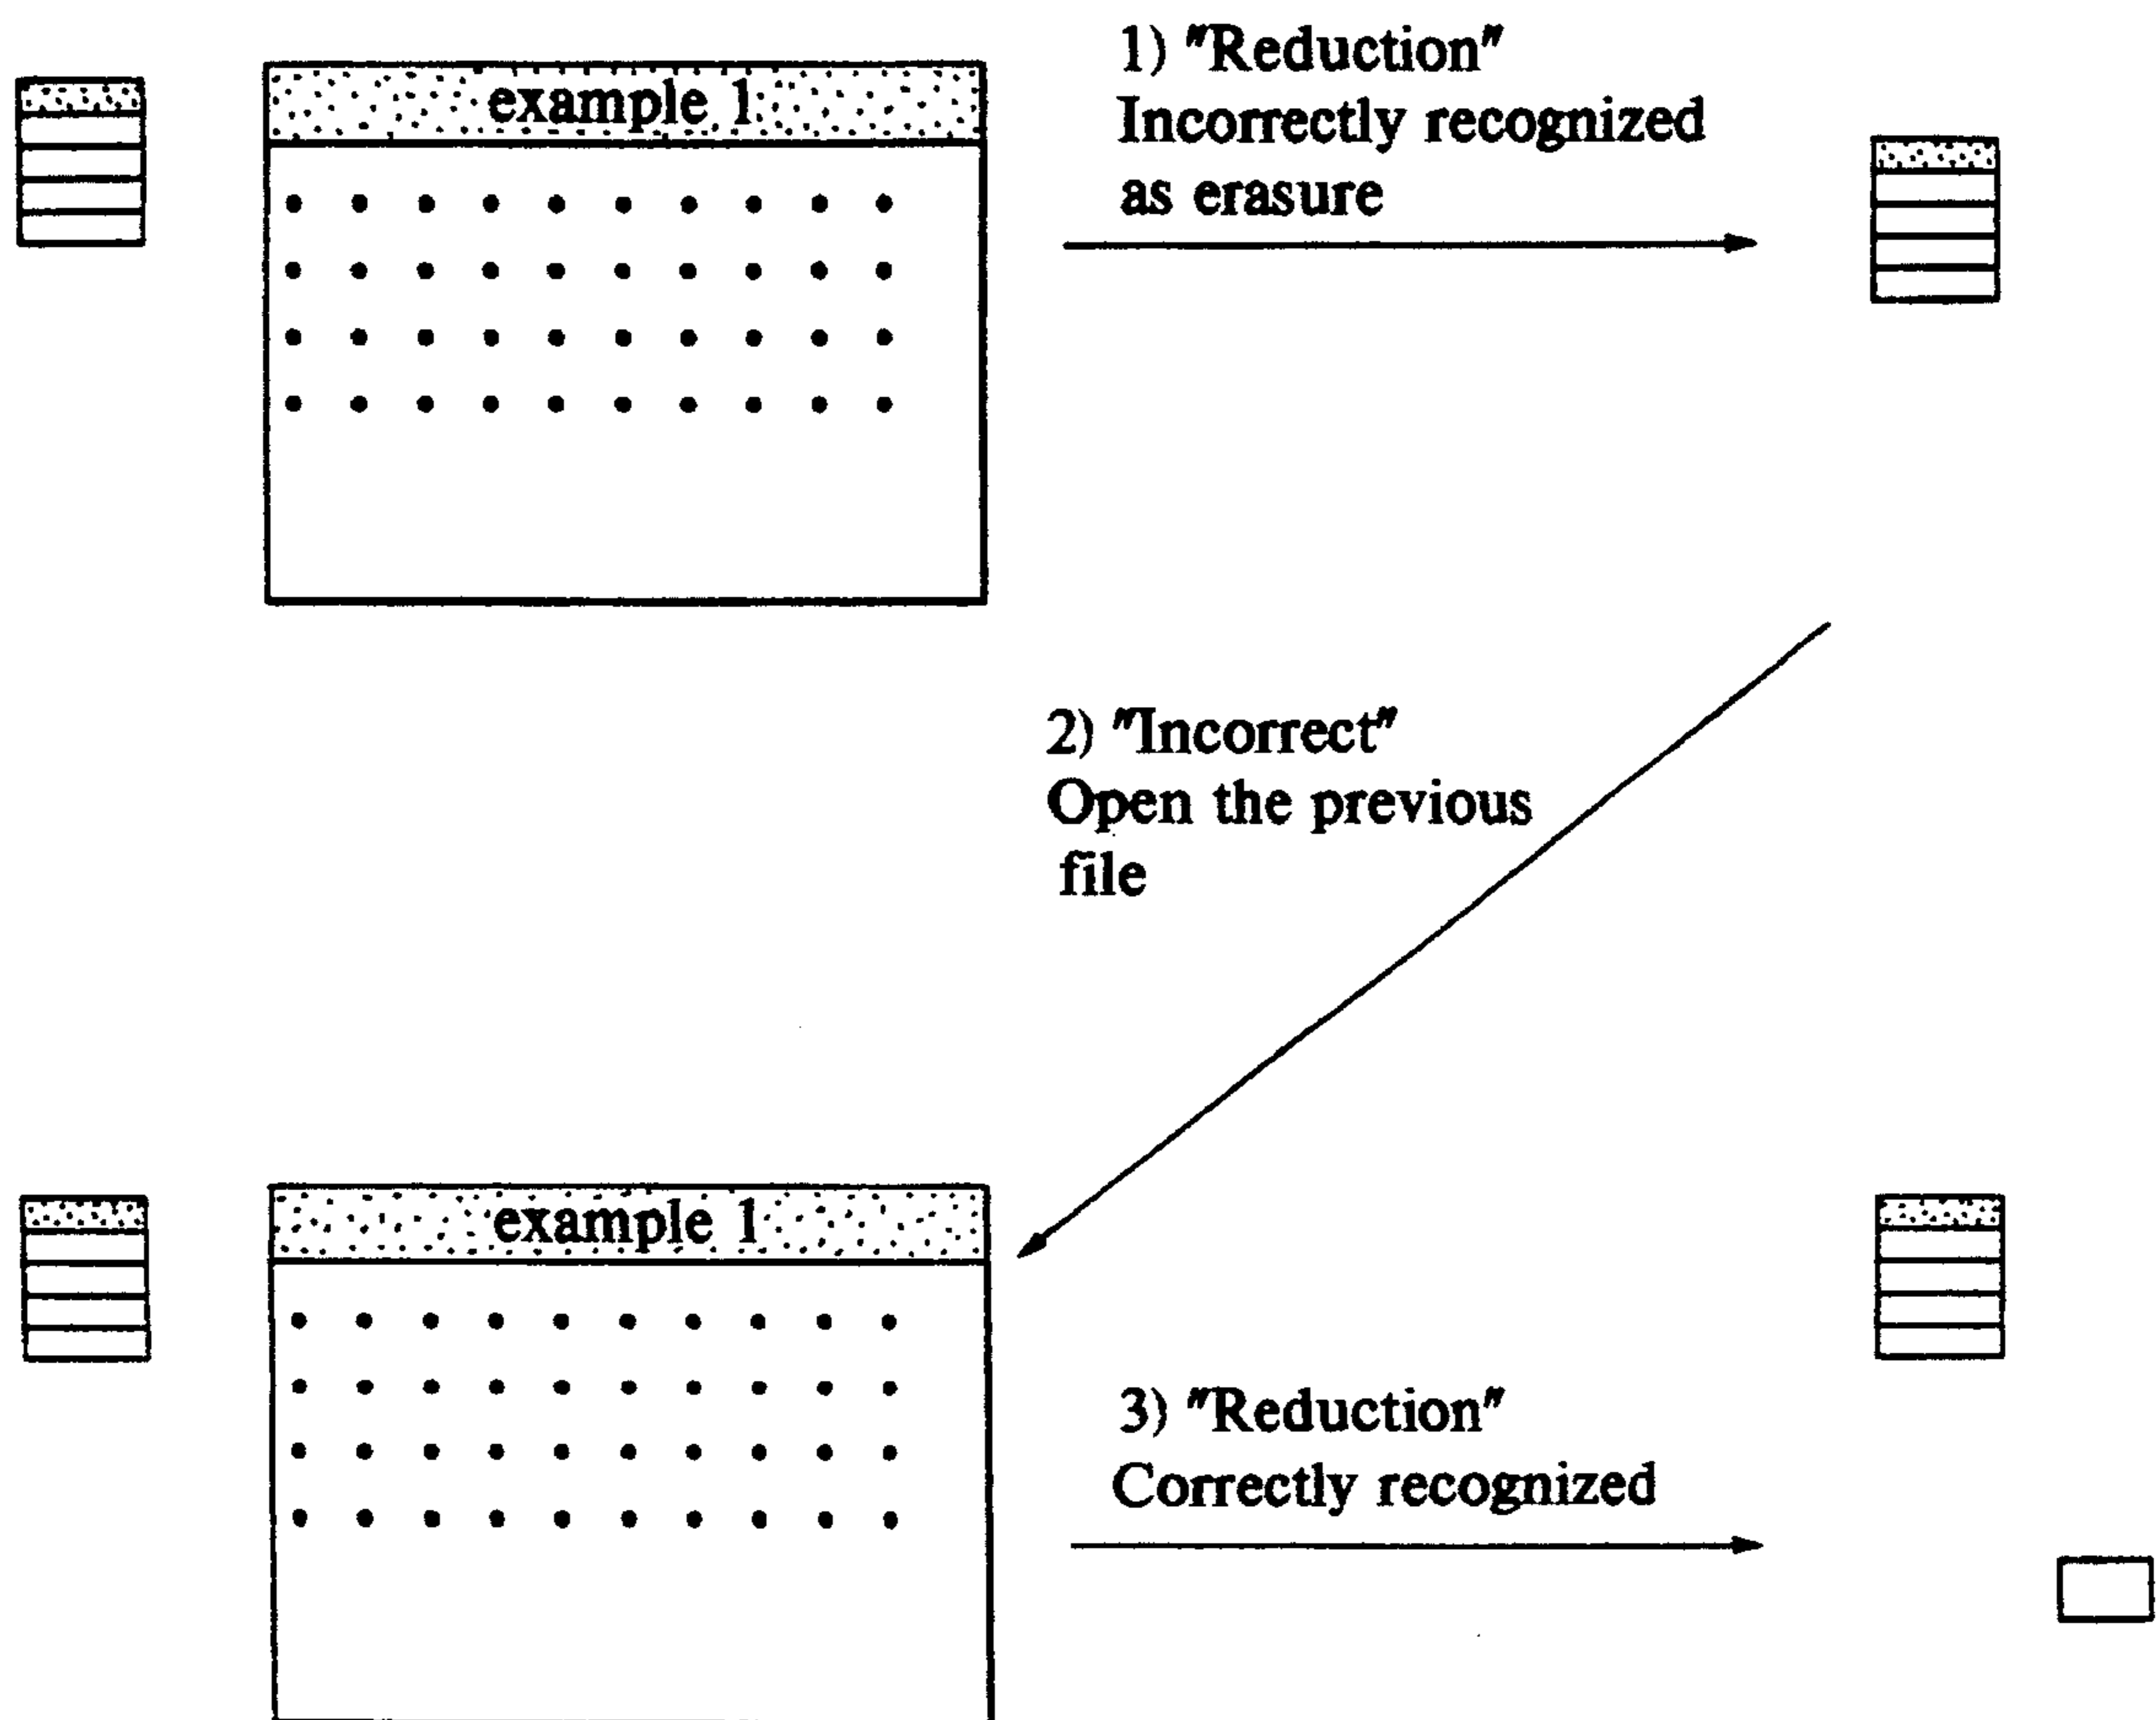 example 1
1) "Reduction"
Incorrectly recognized
as erasure
2) "Incorrect"
Open the previous
file
example 1
3) "Reduction"
Correctly recognized